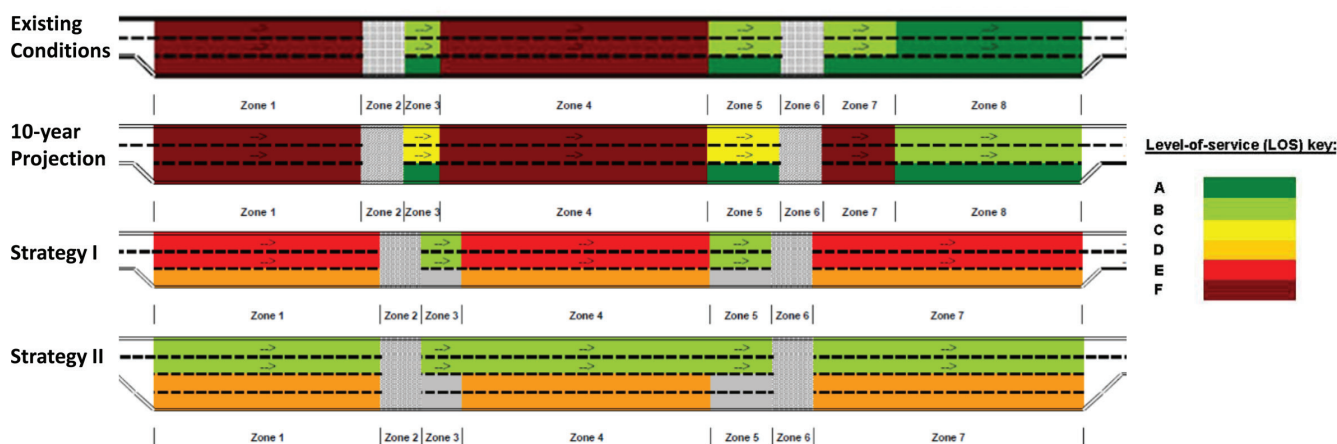 Existing
Conditions
--> --> --> --> -->
--> --> --> --> -->
Zone 1 Zone 2 Zone 3 Zone 4 Zone 5 Zone 6 Zone 7 Zone 8
10-year
Projection
--> --> --> --> --> -->
--> --> --> --> --> -->
Zone 1 Zone 2 Zone 3 Zone 4 Zone 5 Zone 6 Zone 7 Zone 8
Level-of-service (LOS) key:
A
B
C
D
E
F
Strategy I
--> --> --> --> -->
--> --> --> --> -->
Zone 1 Zone 2 Zone 3 Zone 4 Zone 5 Zone 6 Zone 7
Strategy II
--> --> --> --> -->
--> --> --> --> -->
Zone 1 Zone 2 Zone 3 Zone 4 Zone 5 Zone 6 Zone 7